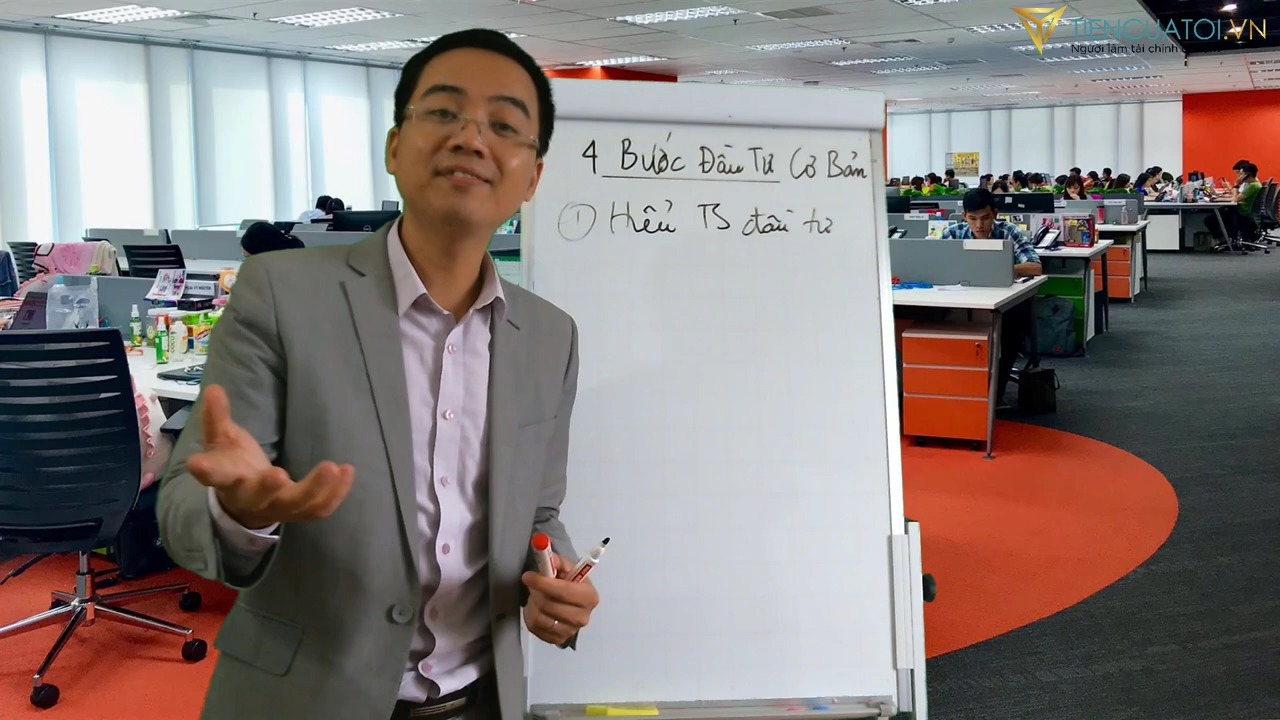 TIENCUATOI.VN
Người làm tài chính
4 Bước Đầu Tư Cơ Bản
① Hiểu TS đầu tư